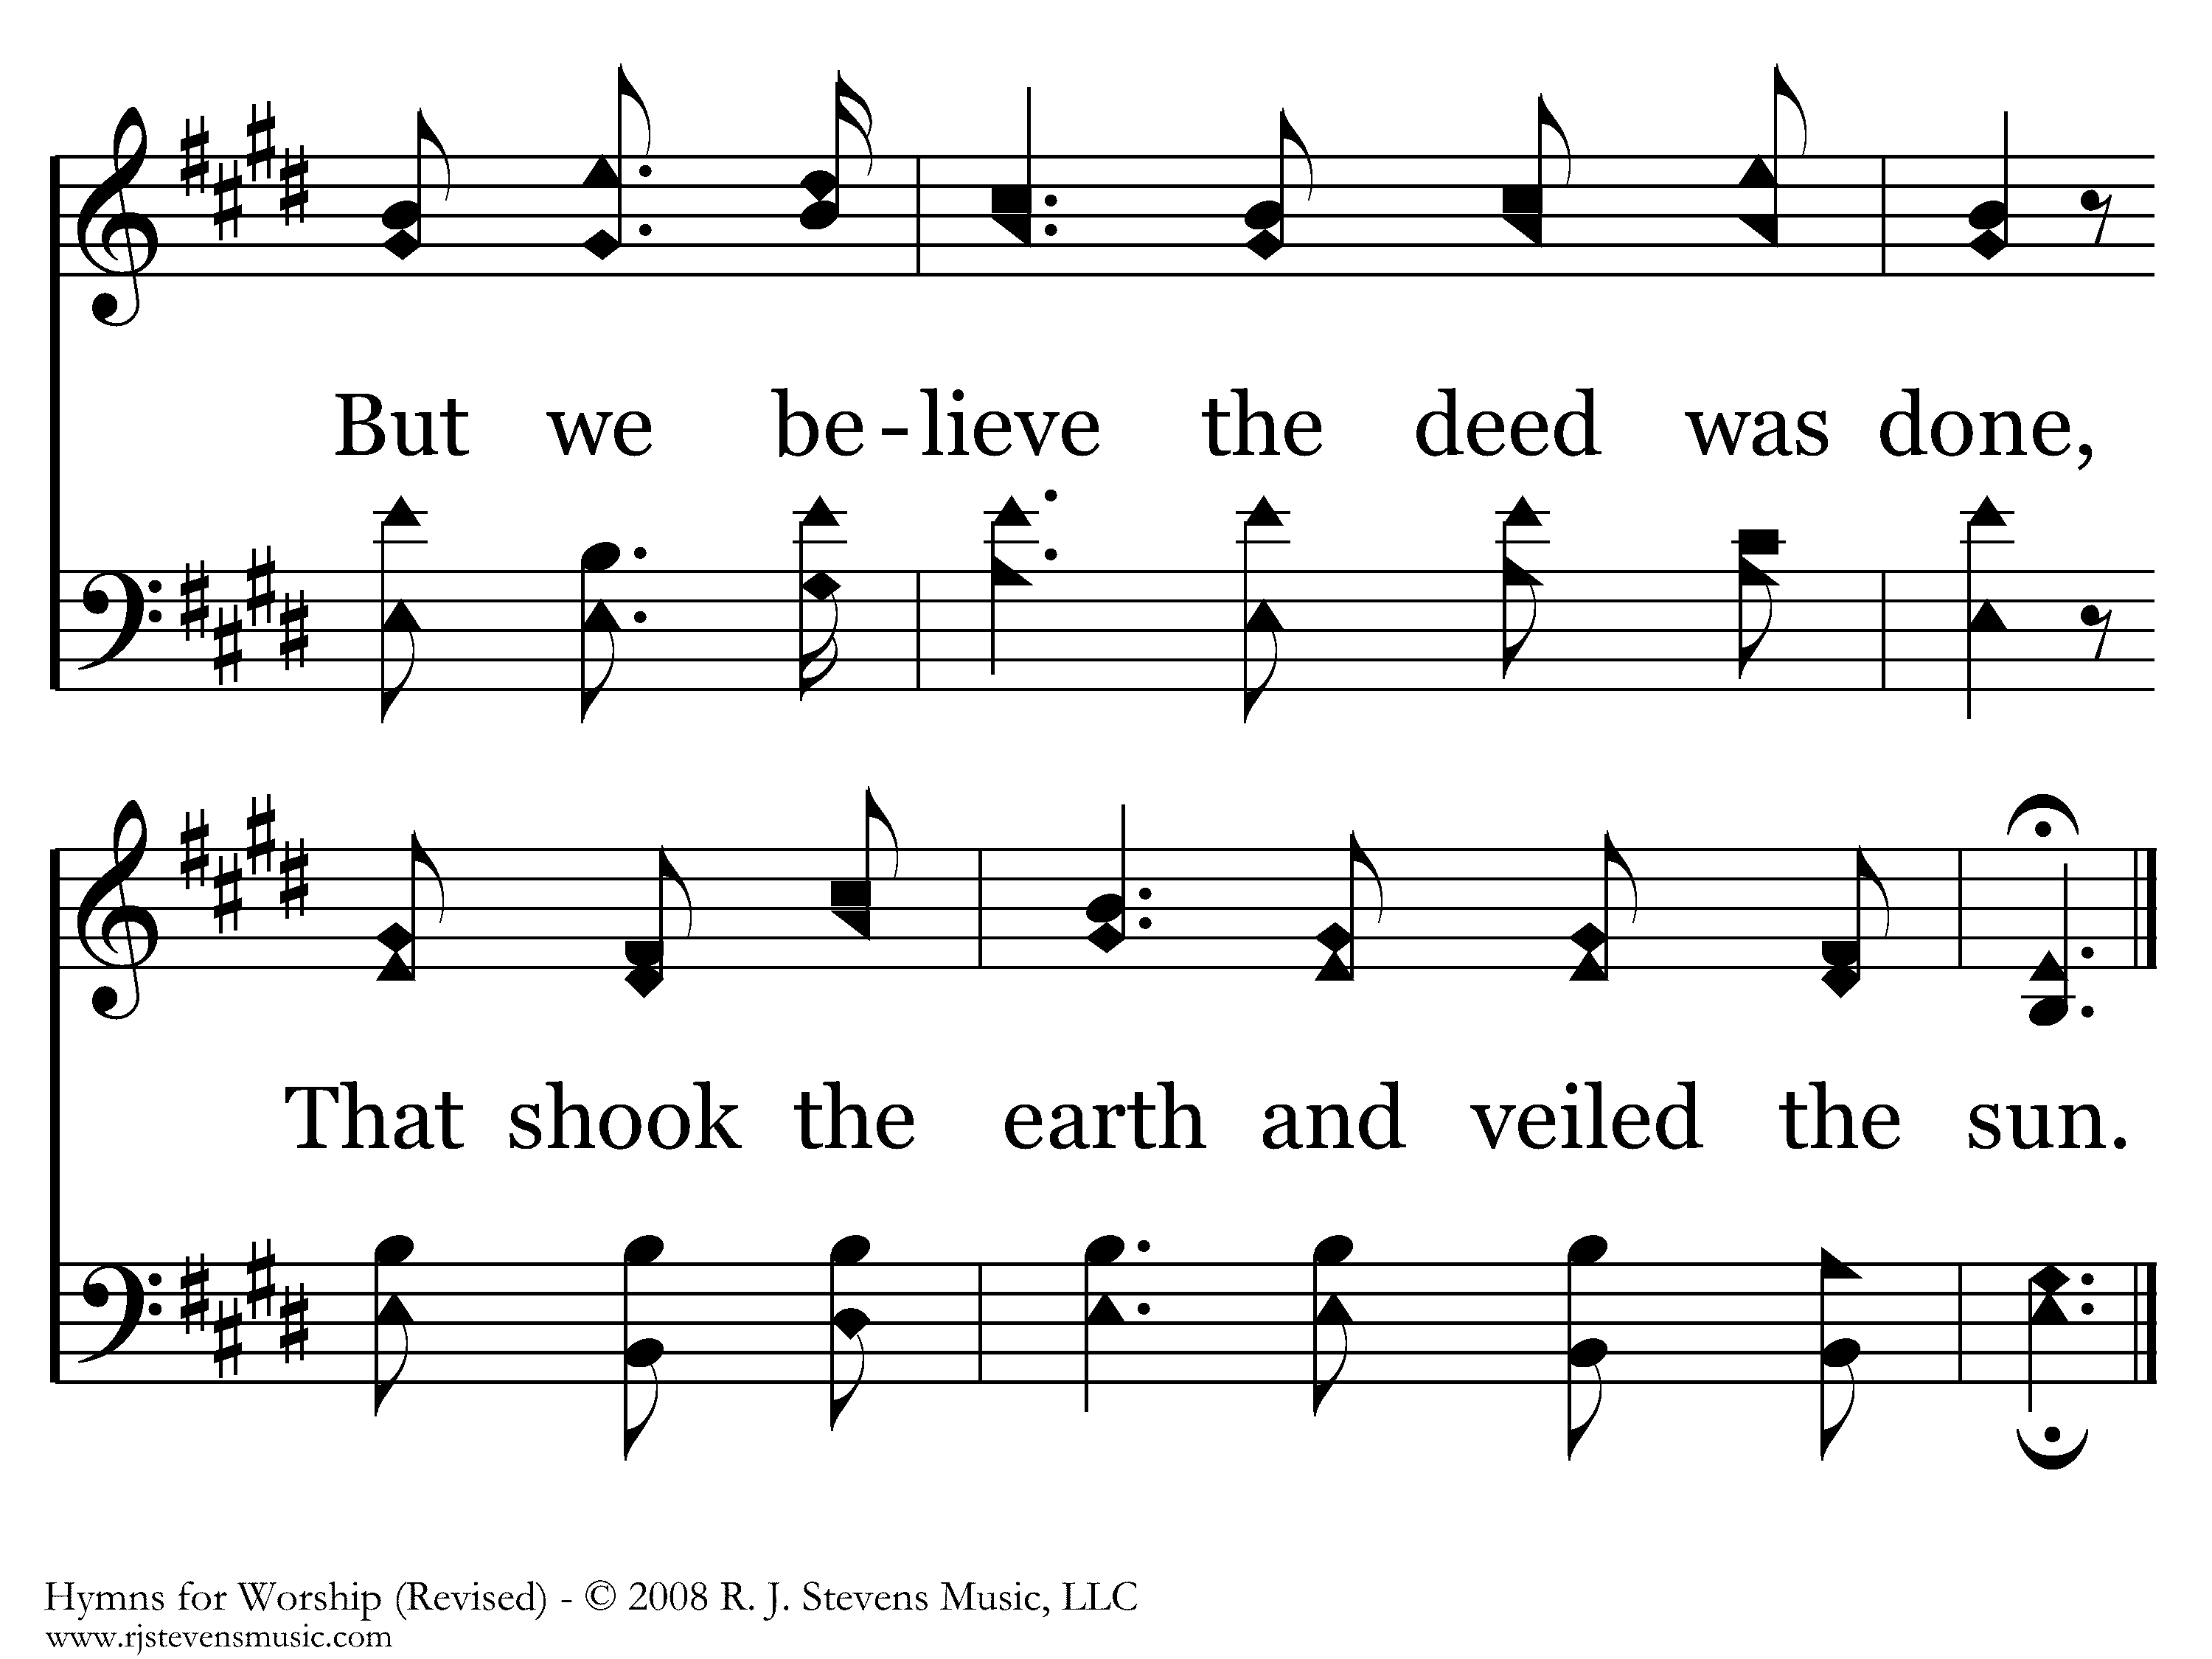 But we be-lieve the deed was done,
That shook the earth and veiled the sun.
Hymns for Worship (Revised) - © 2008 R. J. Stevens Music, LLC
www.rjstevensmusic.com